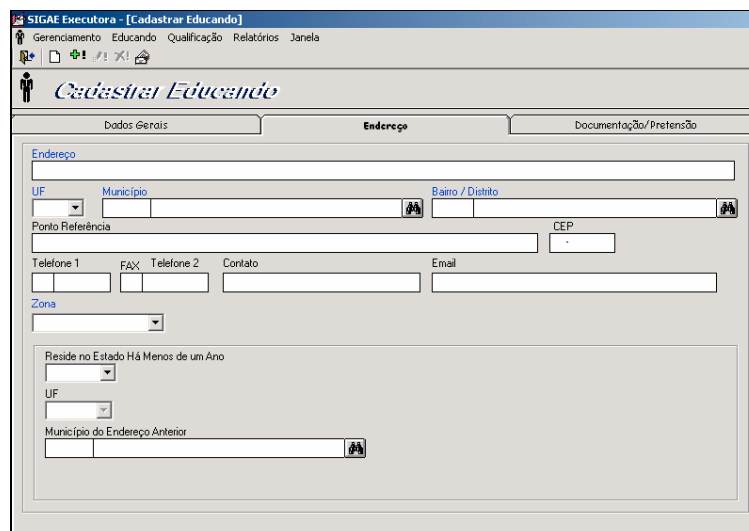 SIGAE Executora - [Cadastrar Educando]
Gerenciamento Educando Qualificação Relatórios Janela
Cadastrar Educando
Dados Gerais Endereço Documentação/Pretensão
Endereço
UF Município Bairro / Distrito
Ponto Referência CEP
-
Telefone 1 FAX Telefone 2 Contato Email
Zona
Reside no Estado Há Menos de um Ano
UF
Município do Endereço Anterior